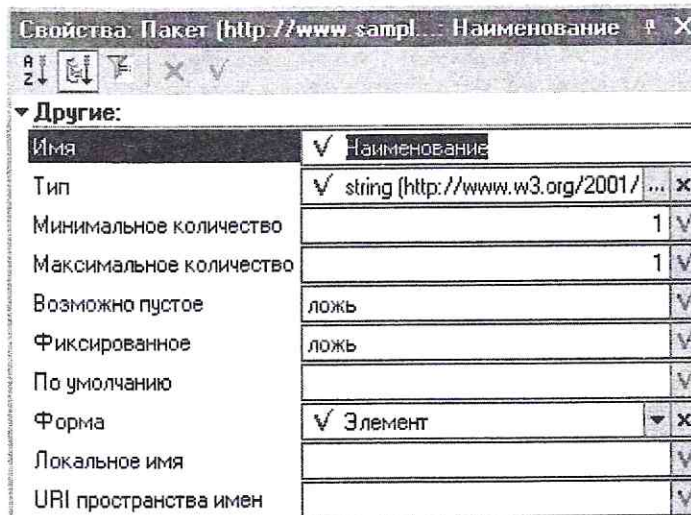 Свойства: Пакет (http://www.sampl...: Наименование
Другие:
Имя Наименование
Тип string (http://www.w3.org/2001/ ...
Минимальное количество 1
Максимальное количество 1
Возможно пустое ложь
Фиксированное ложь
По умолчанию
Форма Элемент
Локальное имя
URI пространства имен